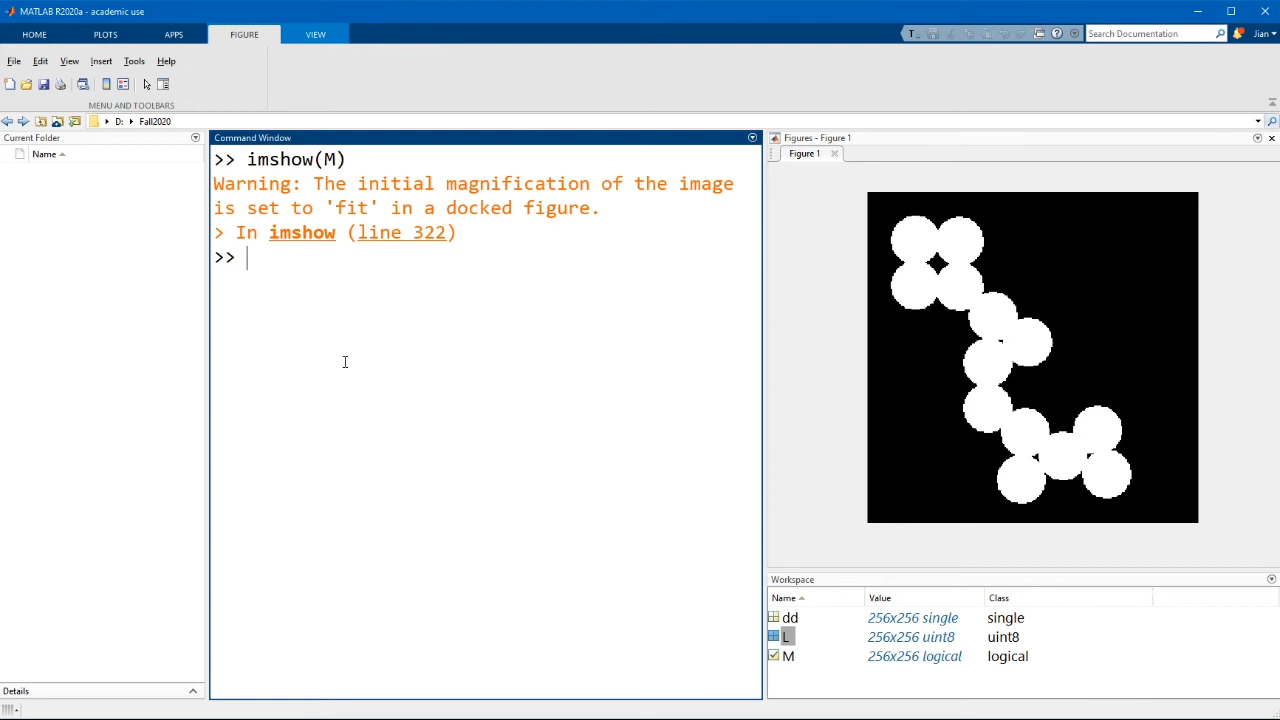 MATLAB R2020a - academic use
HOME PLOTS APPS FIGURE VIEW
Search Documentation
Jian
File Edit View Insert Tools Help
MENU AND TOOLBARS
D: Fall2020
Current Folder
Name
Details
Command Window
>> imshow(M)
Warning: The initial magnification of the image
is set to 'fit' in a docked figure.
> In imshow (line 322)
>>
Figures - Figure 1
Figure 1
Workspace
Name Value Class
dd 256x256 single single
L 256x256 uint8 uint8
M 256x256 logical logical